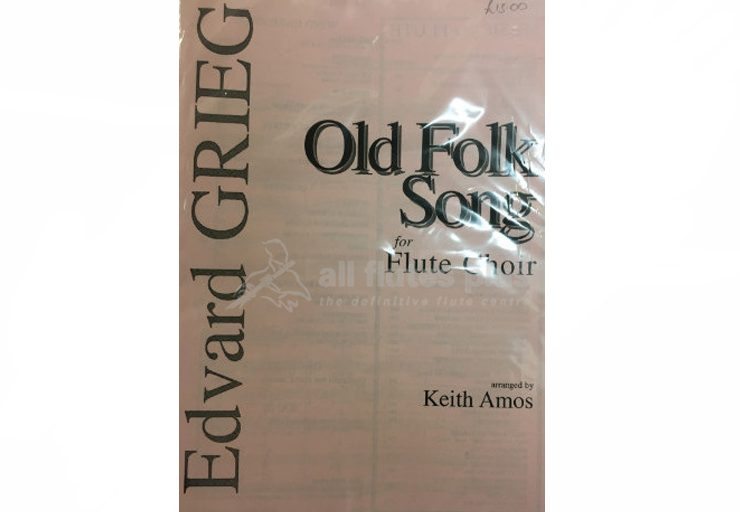 £15.00
Edvard GRIEG
Old Folk
Song
for
Flute Choir
all flutes plus
the definitive flute centre
arranged by
Keith Amos